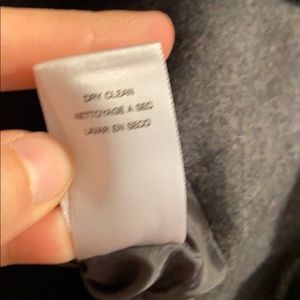 DRY CLEAN
NETTOYAGE A SEC
LAVAR EN SECO